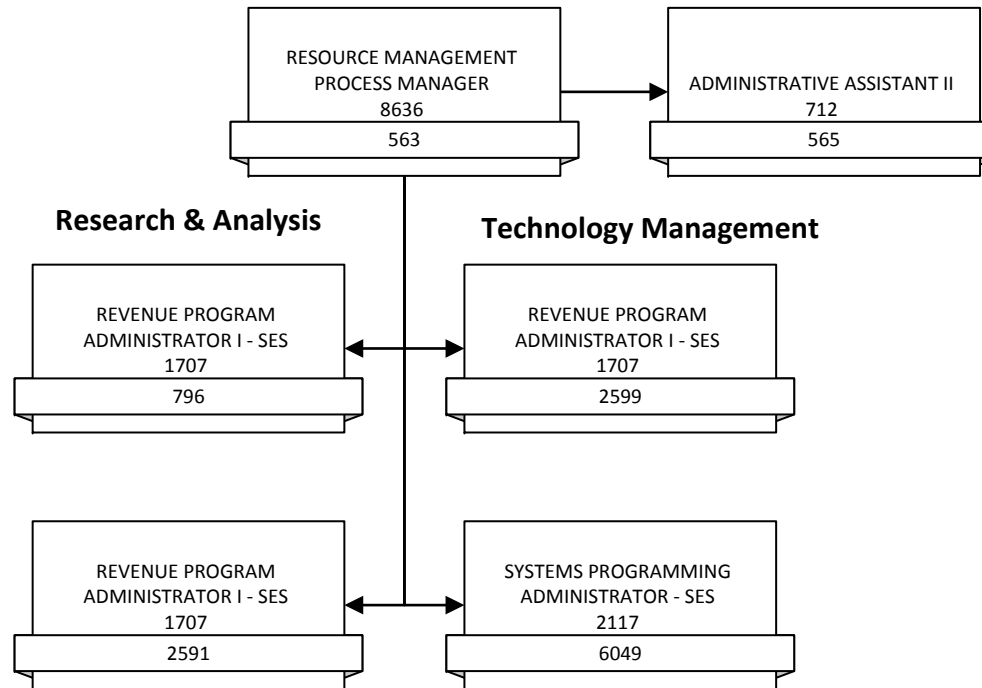 RESOURCE MANAGEMENT
PROCESS MANAGER
8636
563
ADMINISTRATIVE ASSISTANT II
712
565
Research & Analysis
Technology Management
REVENUE PROGRAM
ADMINISTRATOR I - SES
1707
796
REVENUE PROGRAM
ADMINISTRATOR I - SES
1707
2599
REVENUE PROGRAM
ADMINISTRATOR I - SES
1707
2591
SYSTEMS PROGRAMMING
ADMINISTRATOR - SES
2117
6049